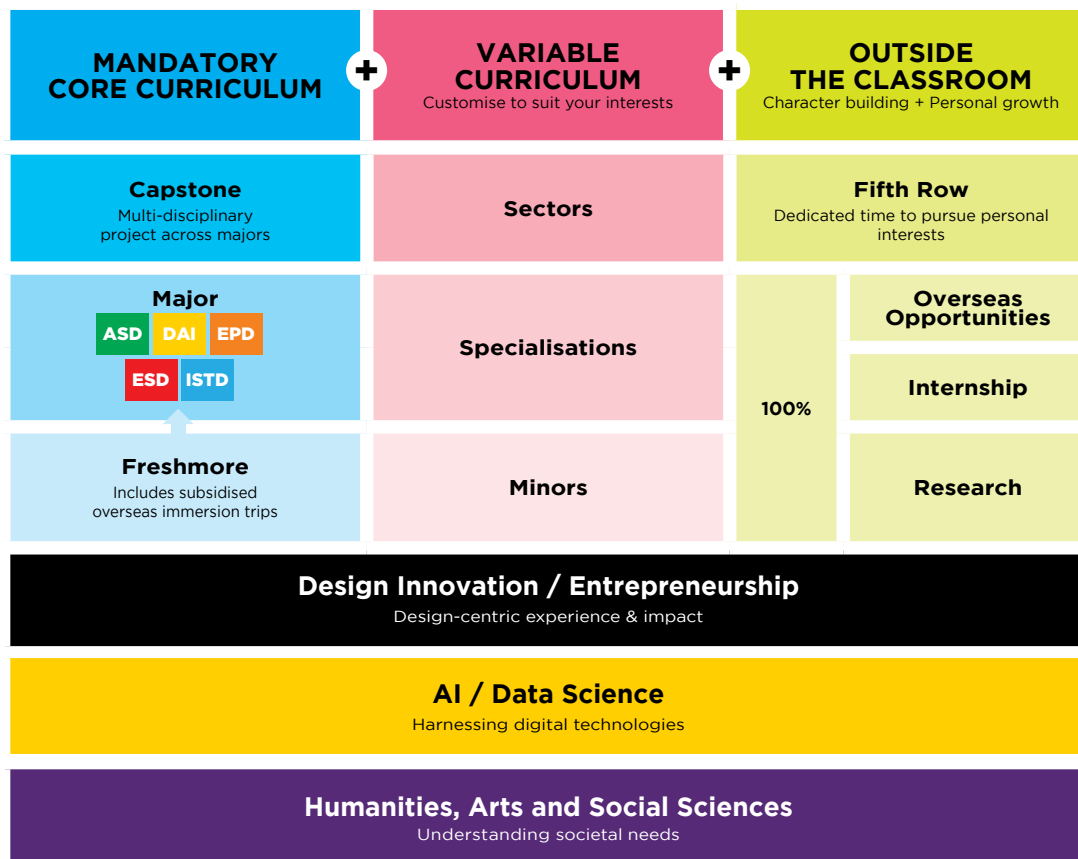 MANDATORY
CORE CURRICULUM
+
VARIABLE
CURRICULUM
Customise to suit your interests
+
OUTSIDE
THE CLASSROOM
Character building + Personal growth
Capstone
Multi-disciplinary
project across majors
Sectors
Fifth Row
Dedicated time to pursue personal
interests
Major
ASD DAI EPD
ESD ISTD
Specialisations
100%
Overseas
Opportunities
Internship
Freshmore
Includes subsidised
overseas immersion trips
Minors
Research
Design Innovation / Entrepreneurship
Design-centric experience & impact
AI / Data Science
Harnessing digital technologies
Humanities, Arts and Social Sciences
Understanding societal needs